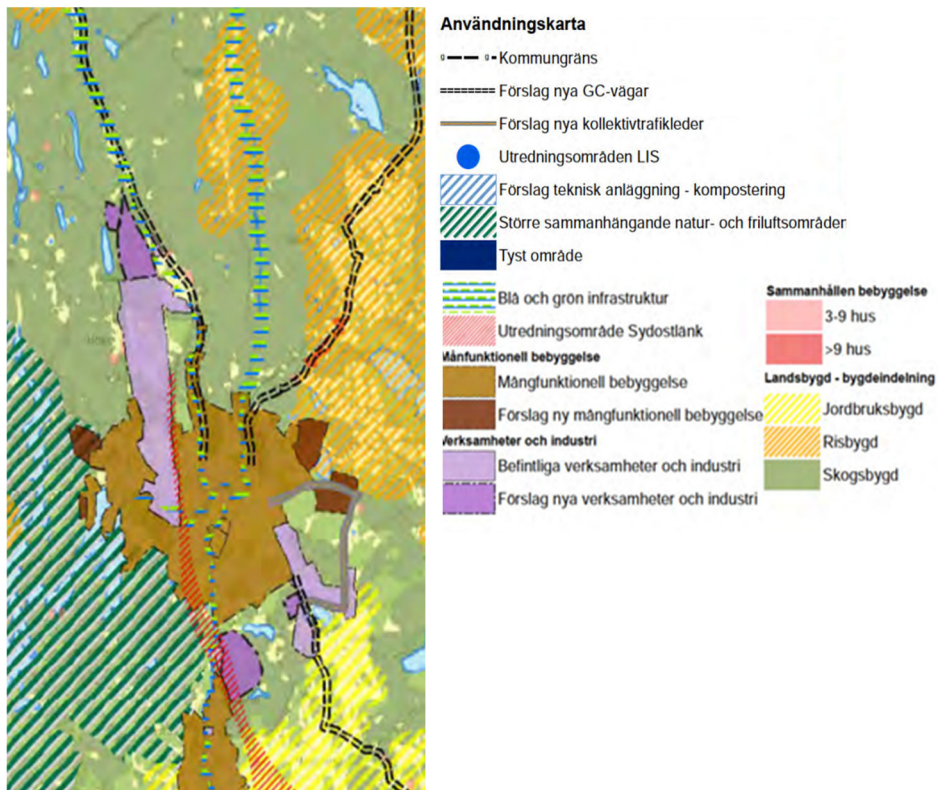 Användningskarta
Kommungräns
Förslag nya GC-vägar
Förslag nya kollektivtrafikleder
Utredningsområden LIS
Förslag teknisk anläggning - kompostering
Större sammanhängande natur- och friluftsområden
Tyst område
Blå och grön infrastruktur
Utredningsområde Sydostlänk
Månfunktionell bebyggelse
Mångfunktionell bebyggelse
Förslag ny mångfunktionell bebyggelse
Verksamheter och industri
Befintliga verksamheter och industri
Förslag nya verksamheter och industri
Sammanhållen bebyggelse
3-9 hus
>9 hus
Landsbygd - bygdeindelning
Jordbruksbygd
Risbygd
Skogsbygd